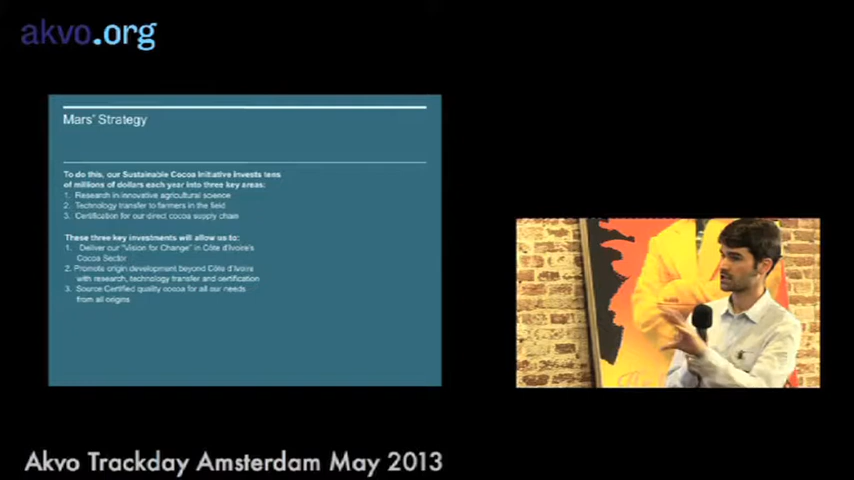 akvo.org
Mars' Strategy
To do this, our Sustainable Cocoa Initiative invests tens
of millions of dollars each year into three key areas:
1. Research in innovative agricultural science
2. Technology transfer to farmers in the field
3. Certification for our direct cocoa supply chain
These three key investments will allow us to:
1. Deliver our "Vision for Change" in Côte d'Ivoire's
Cocoa Sector
2. Promote origin development beyond Côte d'Ivoire
with research, technology transfer and certification
3. Source Certified quality cocoa for all our needs
from all origins
Akvo Trackday Amsterdam May 2013